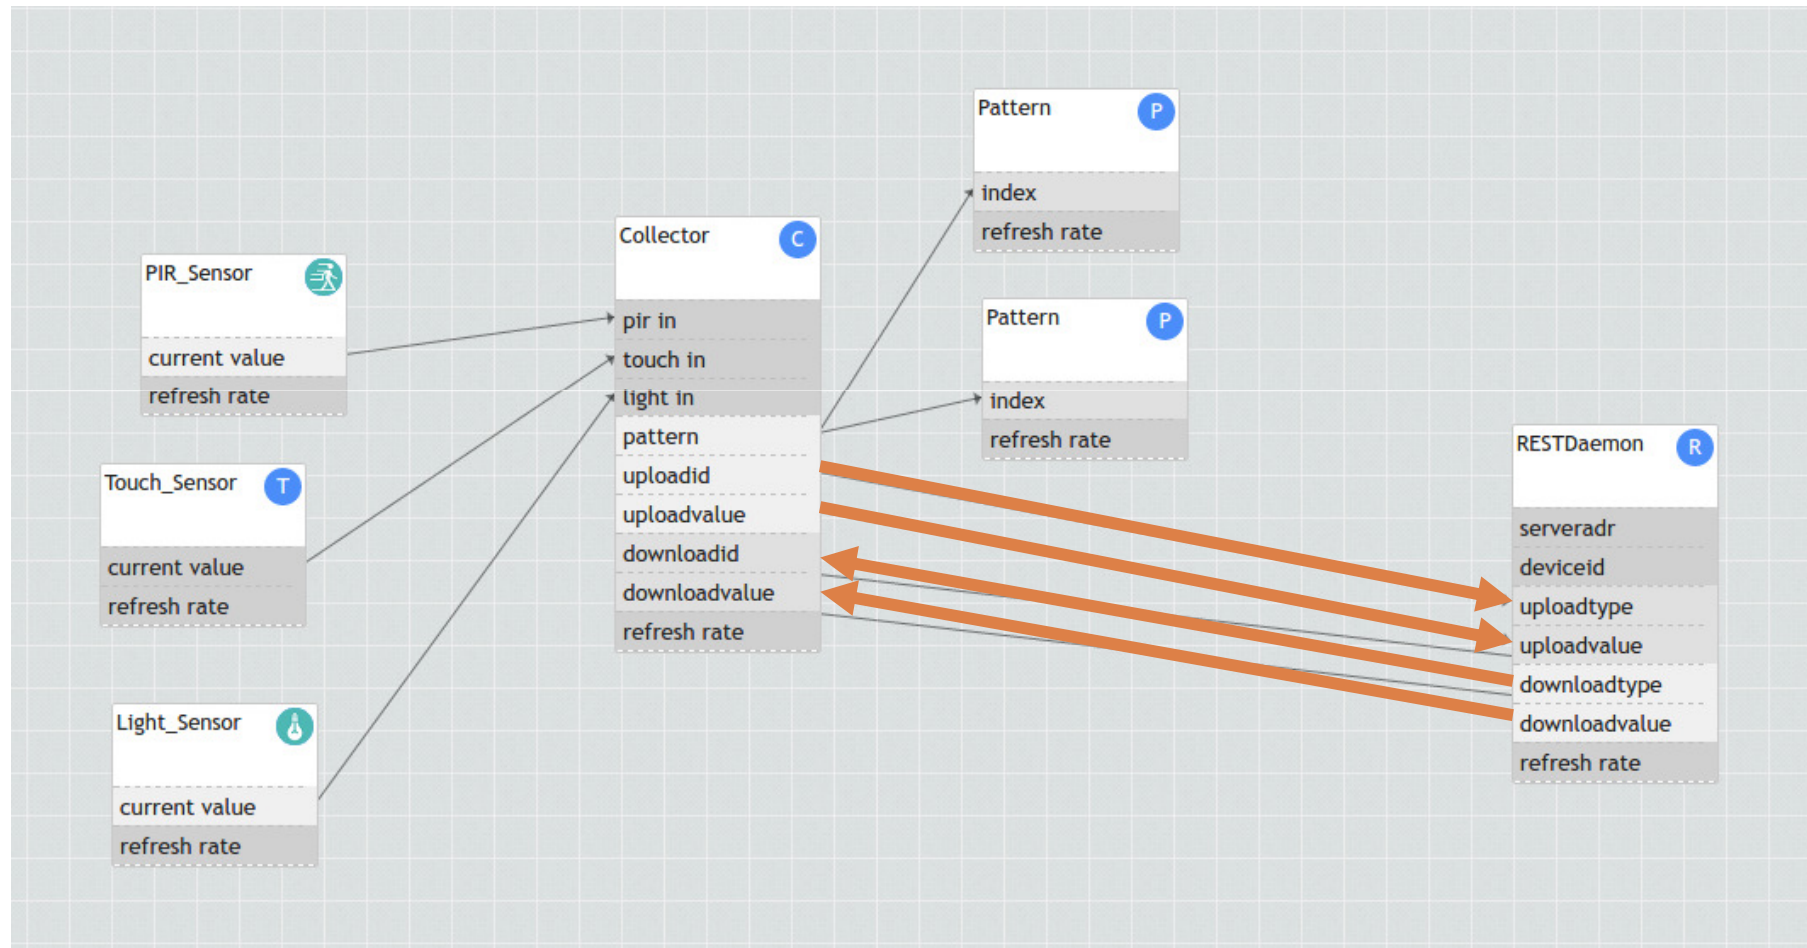 PIR_Sensor
current value
refresh rate
Touch_Sensor
T
current value
refresh rate
Light_Sensor
current value
refresh rate
Collector
C
pir in
touch in
light in
pattern
uploadid
uploadvalue
downloadid
downloadvalue
refresh rate
Pattern
P
index
refresh rate
Pattern
P
index
refresh rate
RESTDaemon
R
serveradr
deviceid
uploadtype
uploadvalue
downloadtype
downloadvalue
refresh rate